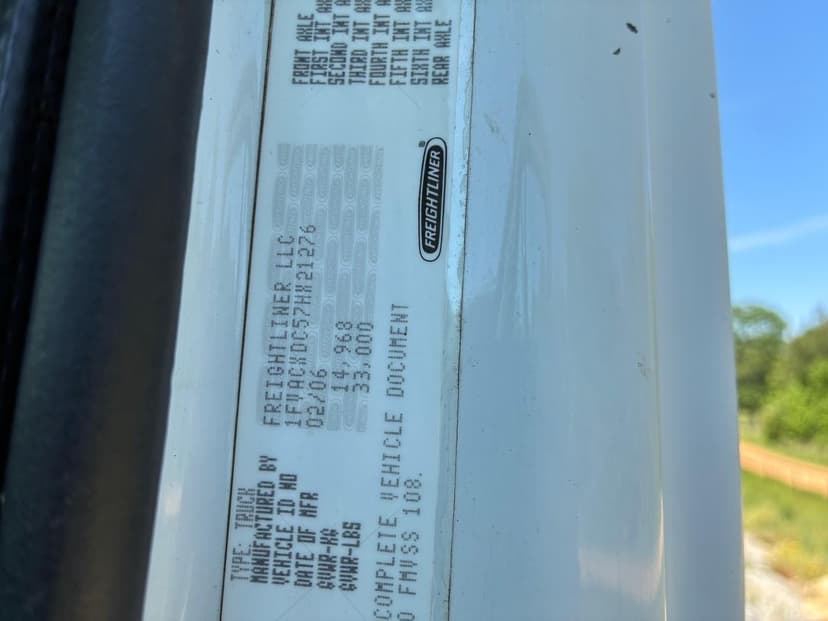 TYPE: TRUCK
MANUFACTURED BY FREIGHTLINER LLC
VEHICLE ID NO 1FVACXDC57HX21276
DATE OF MFR 02/06
GVWR-KG 14,968
GVWR-LBS 33,000
COMPLETE VEHICLE DOCUMENT
FMVSS 108.
FRONT AXLE
FIRST INT
SECOND INT
THIRD INT
FOURTH INT
FIFTH INT
SIXTH INT
REAR AXLE
FREIGHTLINER